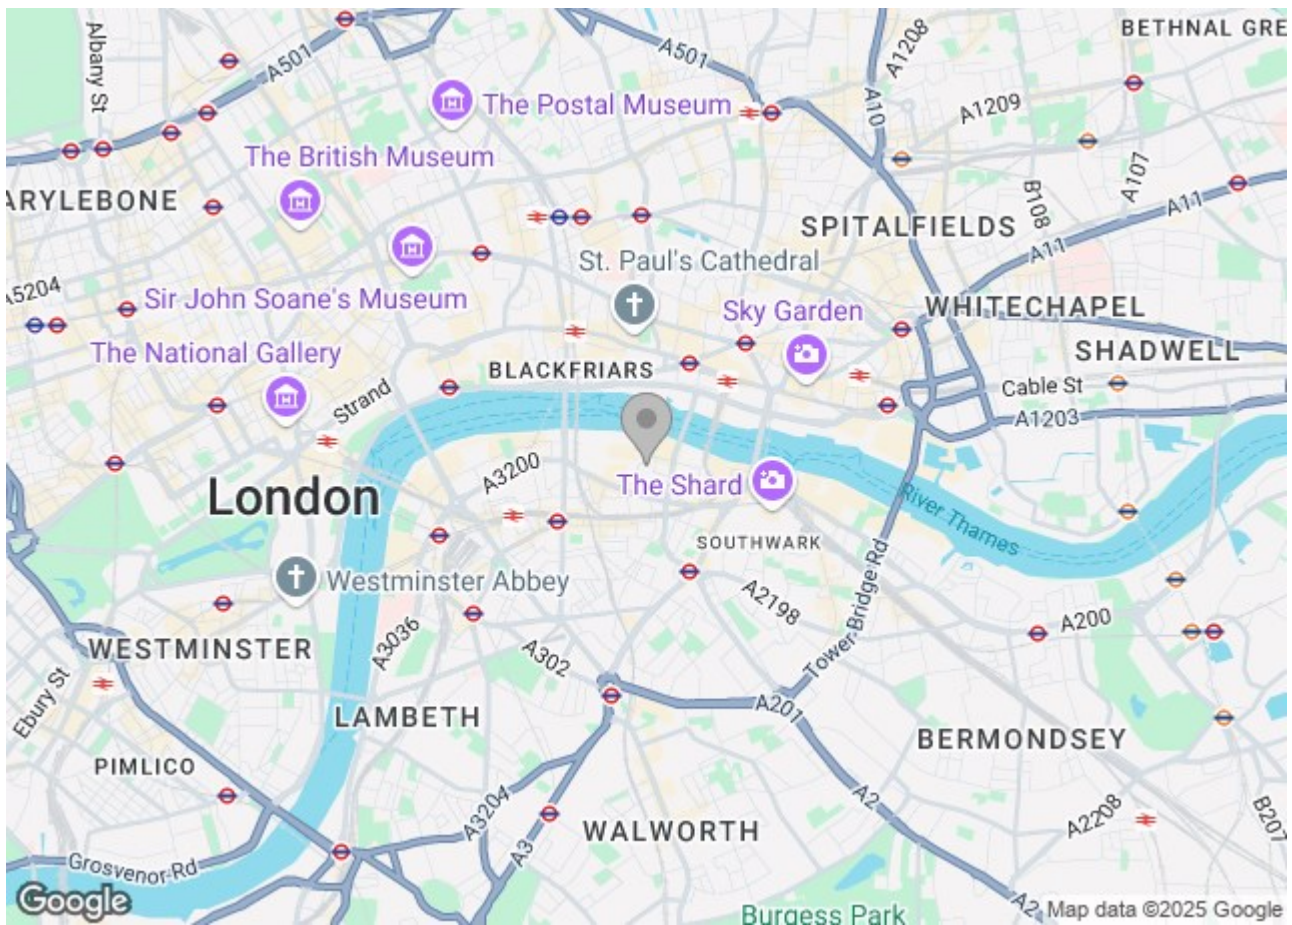 Albany St
A501
A501
A1208
BETHNAL GRE
A10
A1209
The Postal Museum
The British Museum
ARYLEBONE
B108
A107
A11
SPITALFIELDS
A11
St. Paul's Cathedral
A5204
Sir John Soane's Museum
Sky Garden
WHITECHAPEL
The National Gallery
BLACKFRIARS
SHADWELL
Strand
Cable St
A1203
A3200
London
The Shard
River Thames
SOUTHWARK
Westminster Abbey
A2198
Tower Bridge Rd
A200
WESTMINSTER
A3036
A302
Ebury St
LAMBETH
A201
BERMONDSEY
PIMLICO
A2
A2208
B207
A3204
WALWORTH
A3
Grosvenor Rd
Google
Burgess Park
A2
Map data ©2025 Google